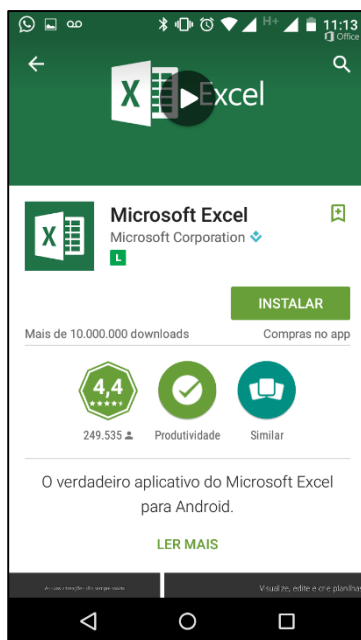 H+ 11:13
Office
X Excel
Microsoft Excel
Microsoft Corporation
L
INSTALAR
Mais de 10.000.000 downloads Compras no app
4,4
249.535 Produtividade Similar
O verdadeiro aplicativo do Microsoft Excel
para Android.
LER MAIS
Visualize, edite e crie planilhas